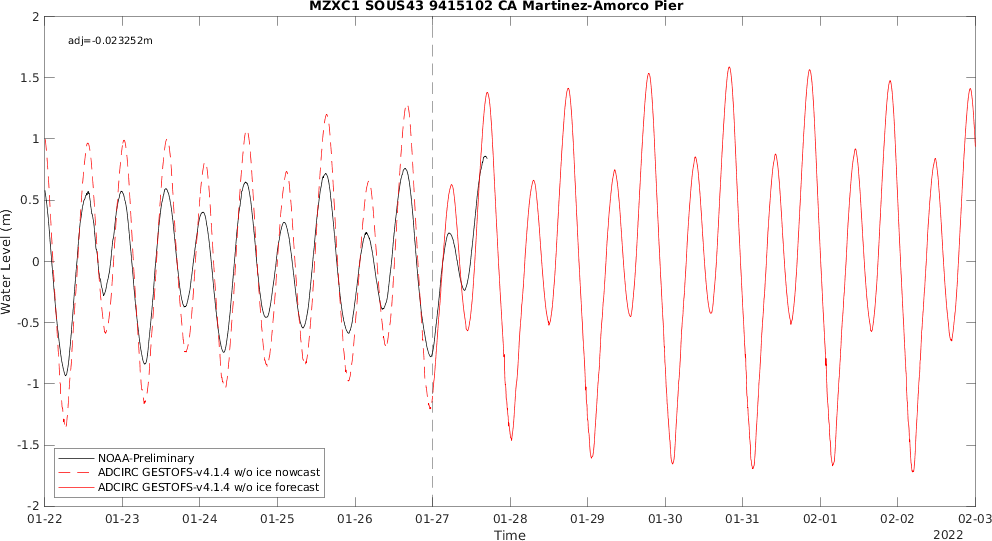 MZXC1 SOUS43 9415102 CA Martinez-Amorco Pier
adj=-0.023252m
2
1.5
1
0.5
0
-0.5
-1
-1.5
-2
Water Level (m)
NOAA-Preliminary
ADCIRC GESTOFS-v4.1.4 w/o ice nowcast
ADCIRC GESTOFS-v4.1.4 w/o ice forecast
01-22 01-23 01-24 01-25 01-26 01-27 01-28 01-29 01-30 01-31 02-01 02-02 02-03
Time
2022